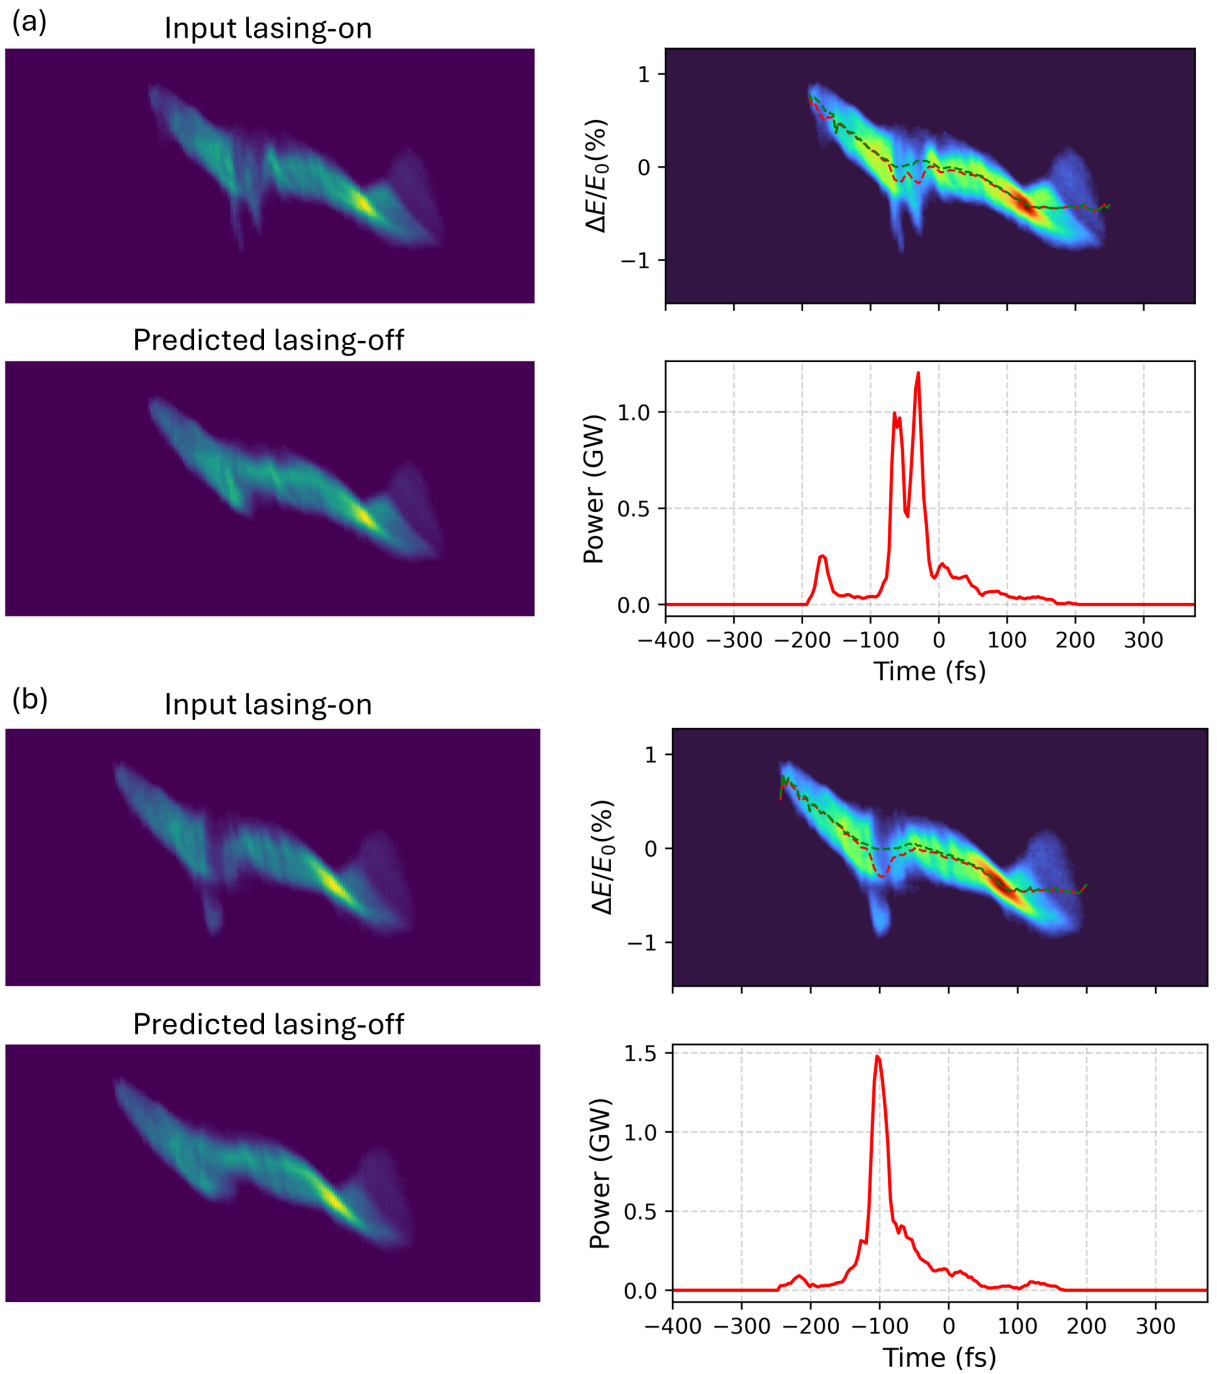 (a)
Input lasing-on
1
0
−1
ΔE/E₀(%)
Predicted lasing-off
1.0
0.5
0.0
Power (GW)
−400 −300 −200 −100 0 100 200 300
Time (fs)
(b)
Input lasing-on
1
0
−1
ΔE/E₀(%)
Predicted lasing-off
1.5
1.0
0.5
0.0
Power (GW)
−400 −300 −200 −100 0 100 200 300
Time (fs)